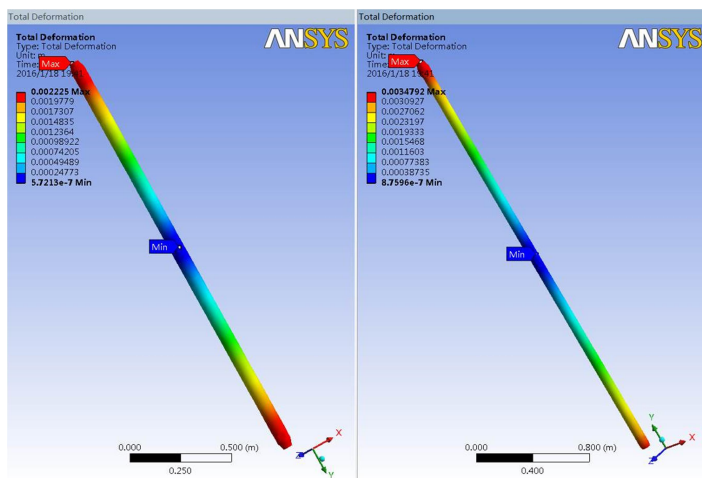 Total Deformation
Total Deformation
Type: Total Deformation
Unit: m
Time:
2016/1/18 19:41
Max
0.002225 Max
0.0019779
0.0017307
0.0014835
0.0012364
0.00098922
0.00074205
0.00049489
0.00024773
5.7213e-7 Min
ANSYS
Min
0.000
0.500 (m)
0.250
X
Y
Z
Total Deformation
Total Deformation
Type: Total Deformation
Unit:
Time:
2016/1/18 19:41
Max
0.0034792 Max
0.0030927
0.0027062
0.0023197
0.0019333
0.0015468
0.0011603
0.00077383
0.00038735
8.7596e-7 Min
ANSYS
Min
0.000
0.800 (m)
0.400
Y
X
Z